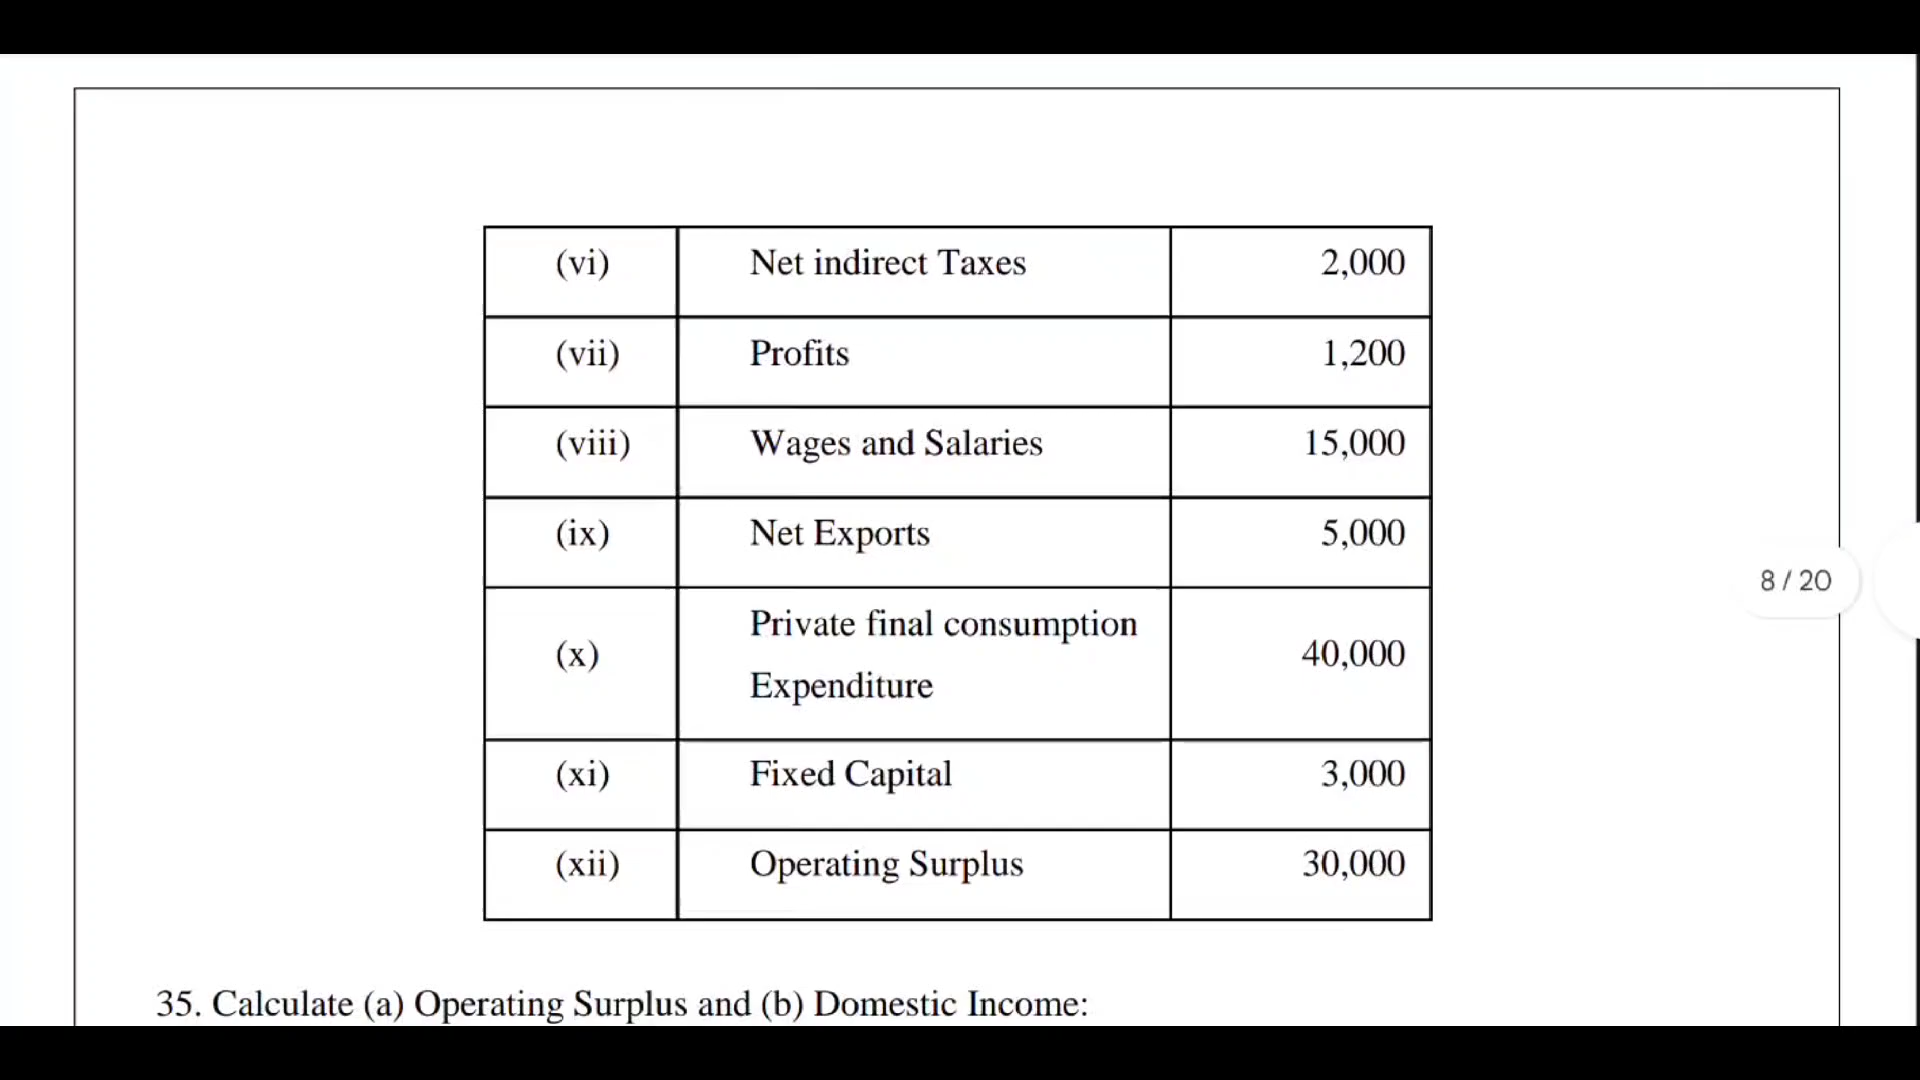 (vi) Net indirect Taxes 2,000
(vii) Profits 1,200
(viii) Wages and Salaries 15,000
(ix) Net Exports 5,000
Private final consumption
(x) 40,000
Expenditure
(xi) Fixed Capital 3,000
(xii) Operating Surplus 30,000
8 / 20
35. Calculate (a) Operating Surplus and (b) Domestic Income: